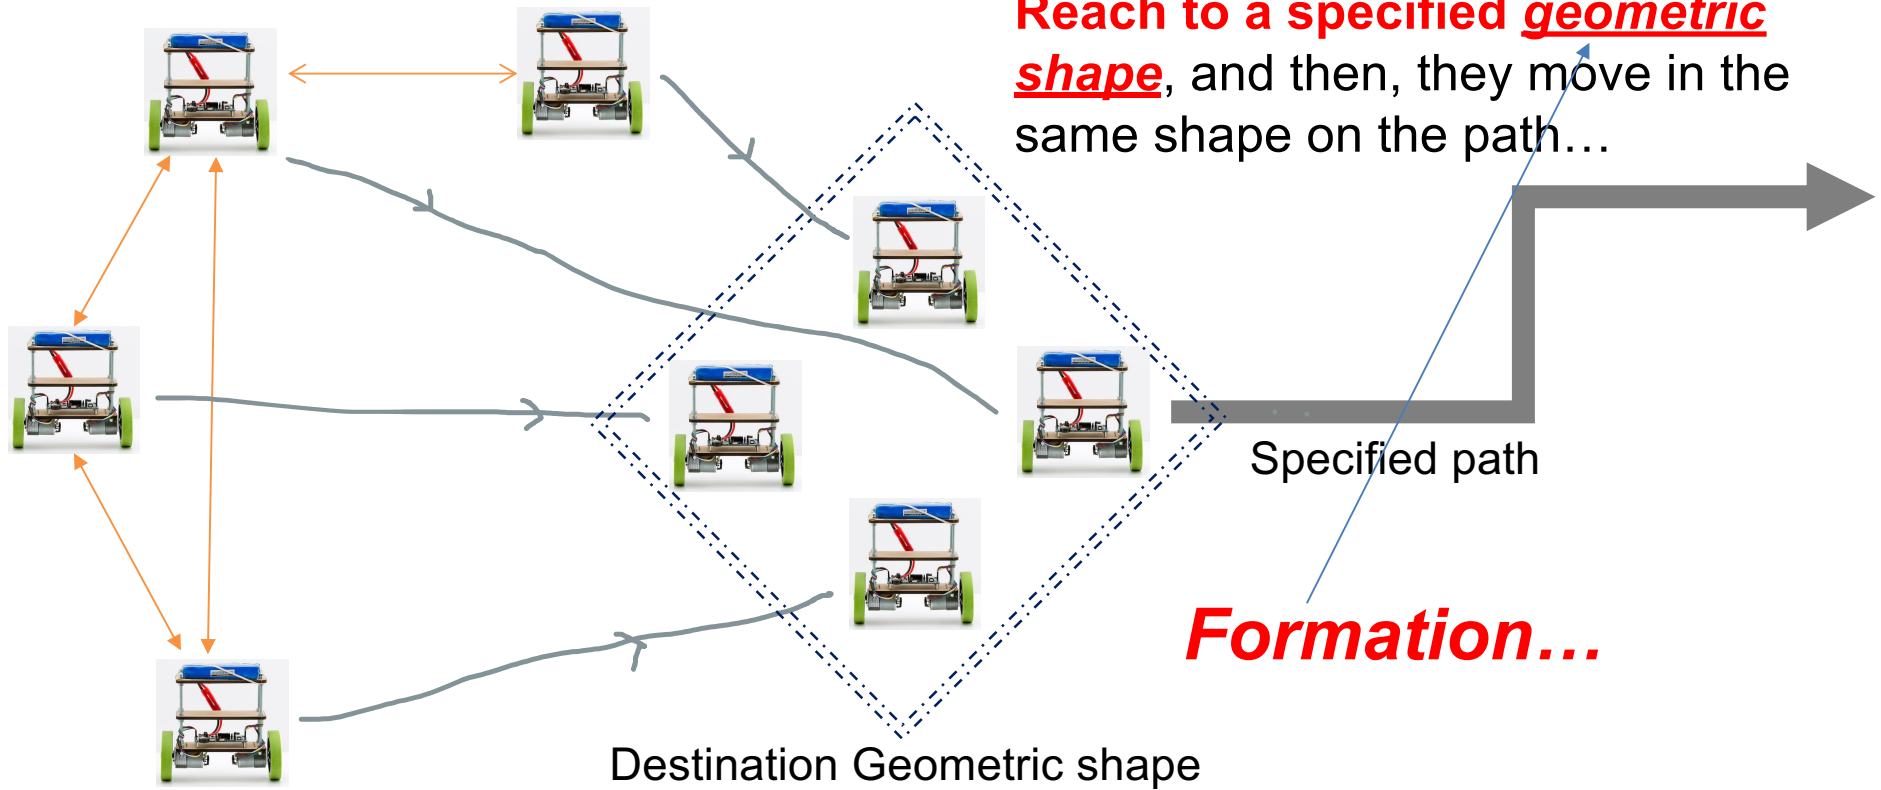 Reach to a specified geometric
shape, and then, they move in the
same shape on the path…
Specified path
Formation…
Destination Geometric shape